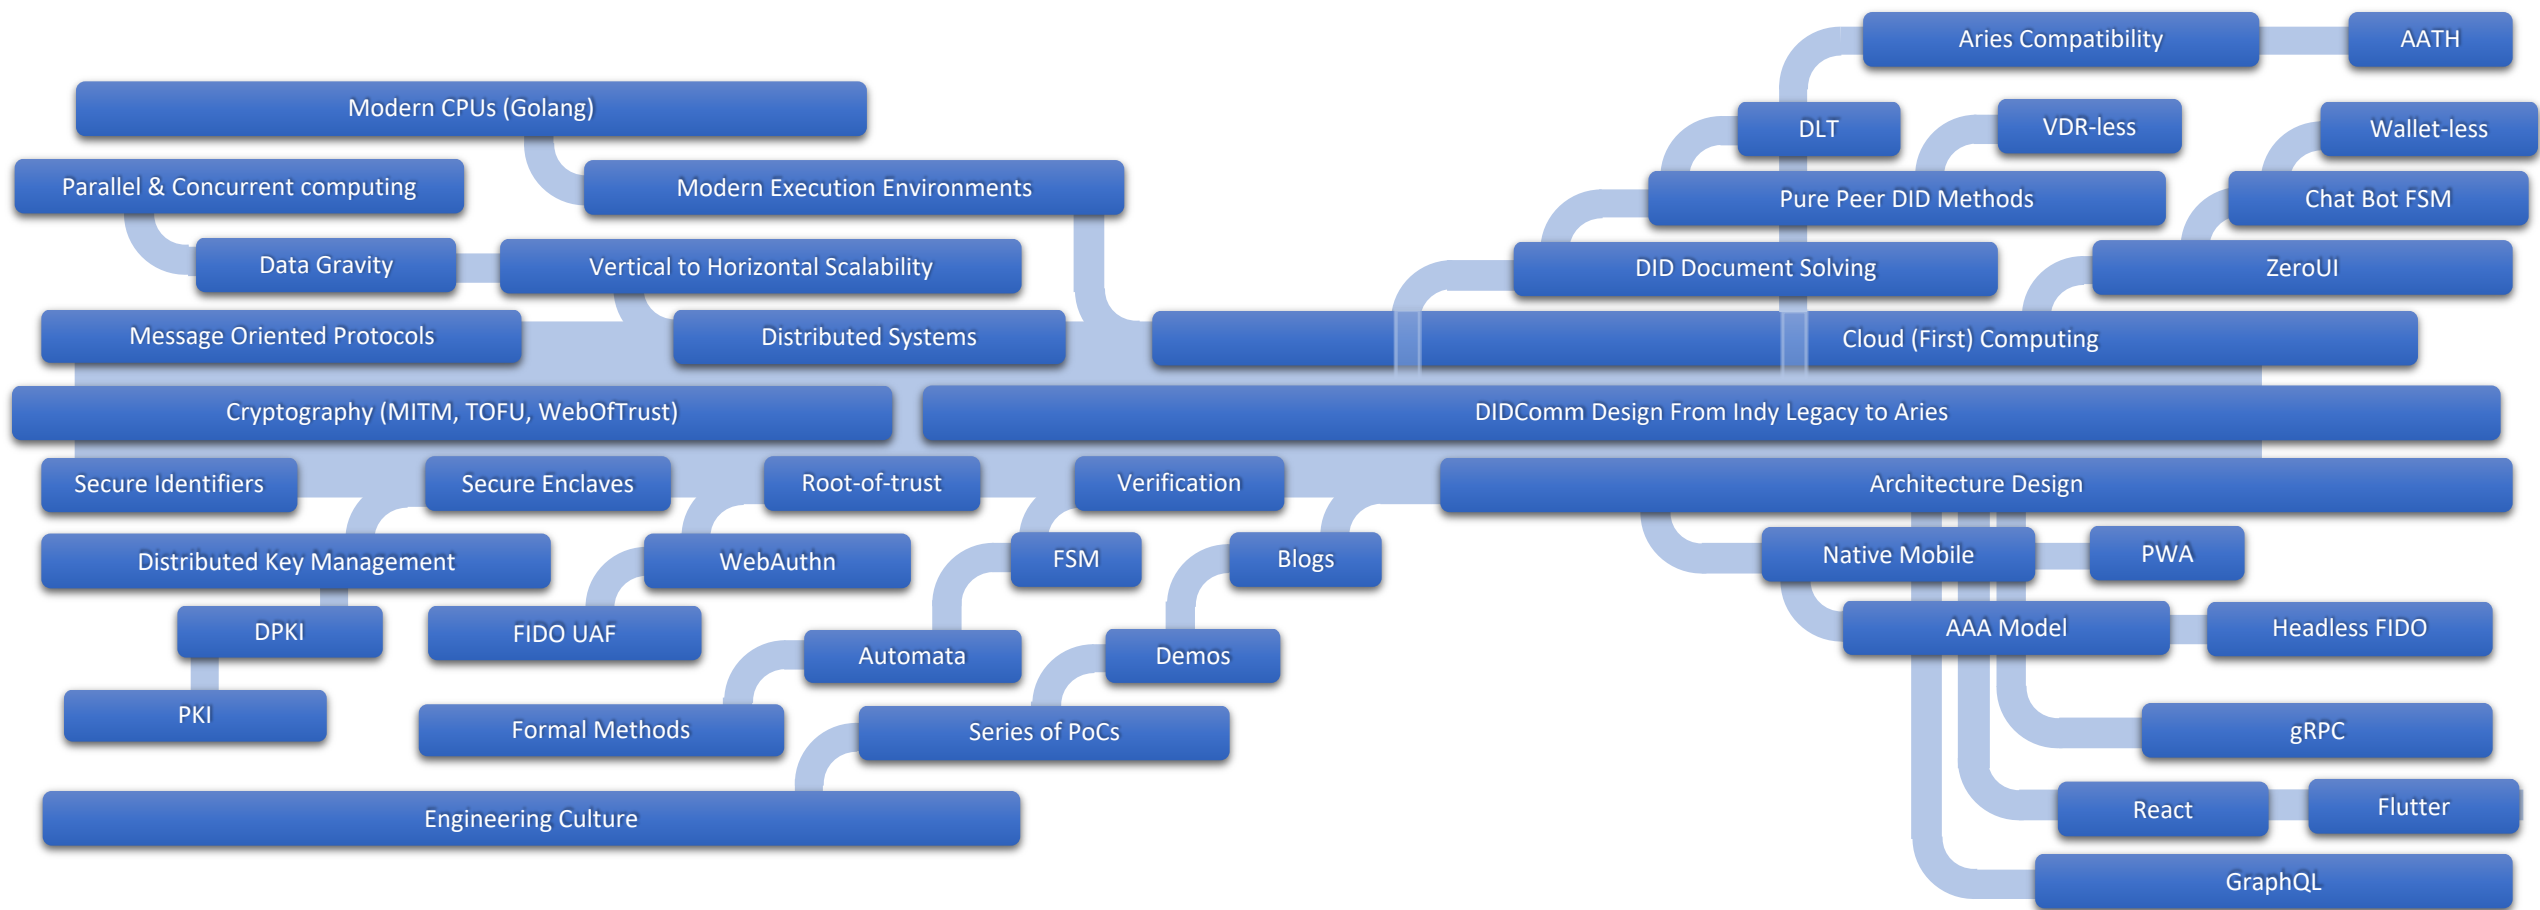 Aries Compatibility
AATH
Modern CPUs (Golang)
DLT
VDR-less
Wallet-less
Parallel & Concurrent computing
Modern Execution Environments
Pure Peer DID Methods
Chat Bot FSM
Data Gravity
Vertical to Horizontal Scalability
DID Document Solving
ZeroUI
Message Oriented Protocols
Distributed Systems
Cloud (First) Computing
Cryptography (MITM, TOFU, WebOfTrust)
DIDComm Design From Indy Legacy to Aries
Secure Identifiers
Secure Enclaves
Root-of-trust
Verification
Architecture Design
Distributed Key Management
WebAuthn
FSM
Blogs
Native Mobile
PWA
DPKI
FIDO UAF
Automata
Demos
AAA Model
Headless FIDO
PKI
Formal Methods
Series of PoCs
gRPC
Engineering Culture
React
Flutter
GraphQL